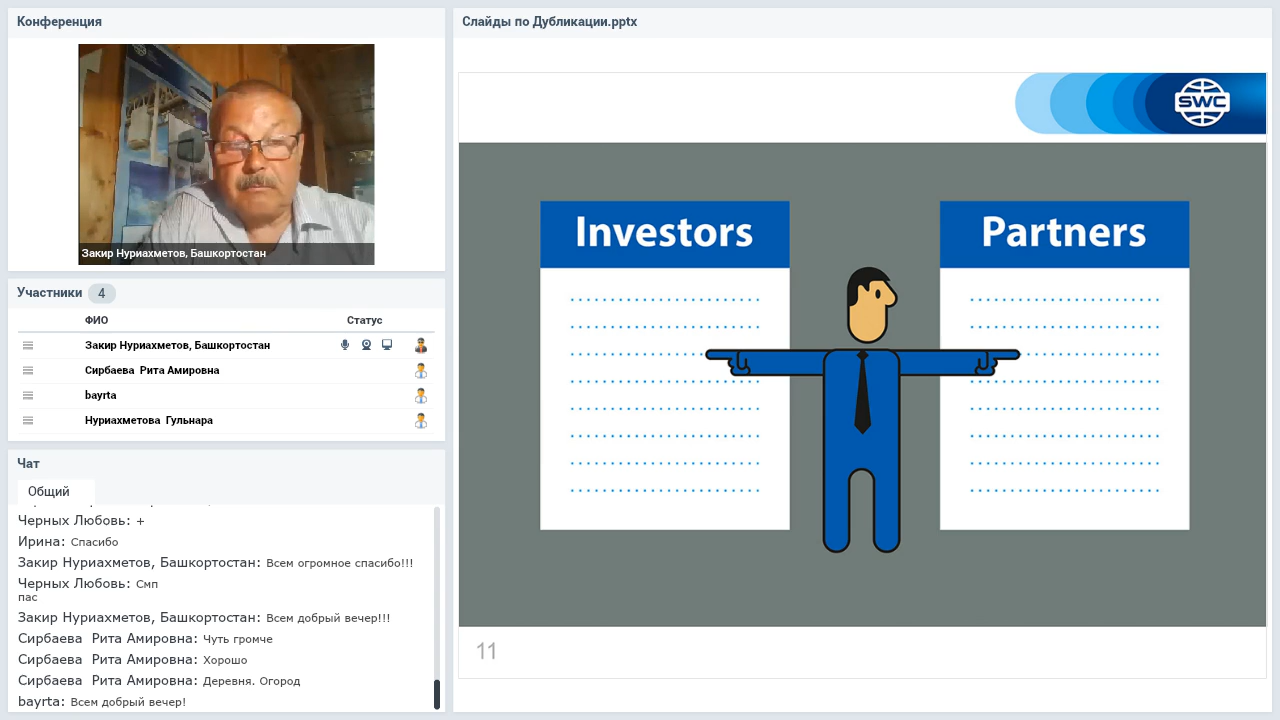 Конференция
Закир Нуриахметов, Башкортостан
Участники 4
ФИО Статус
Закир Нуриахметов, Башкортостан
Сирбаева Рита Амировна
bayrta
Нуриахметова Гульнара
Чат
Общий
Черных Любовь: +
Ирина: Спасибо
Закир Нуриахметов, Башкортостан: Всем огромное спасибо!!!
Черных Любовь: Смп
пас
Закир Нуриахметов, Башкортостан: Всем добрый вечер!!!
Сирбаева Рита Амировна: Чуть громче
Сирбаева Рита Амировна: Хорошо
Сирбаева Рита Амировна: Деревня. Огород
bayrta: Всем добрый вечер!
Слайды по Дубликации.pptx
SWC
Investors
Partners
11